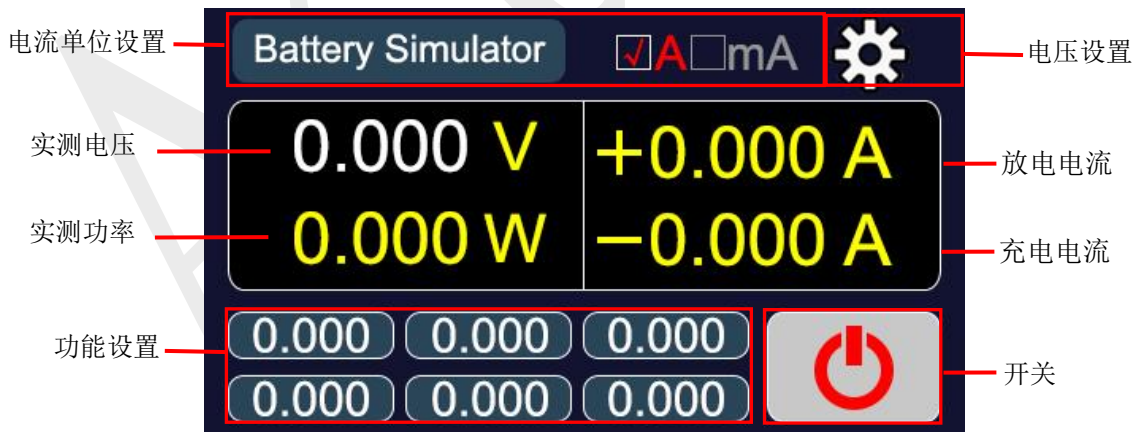 电流单位设置
Battery Simulator
A mA
电压设置
实测电压
0.000 V
+0.000 A
放电电流
实测功率
0.000 W
−0.000 A
充电电流
功能设置
0.000 0.000 0.000
0.000 0.000 0.000
开关